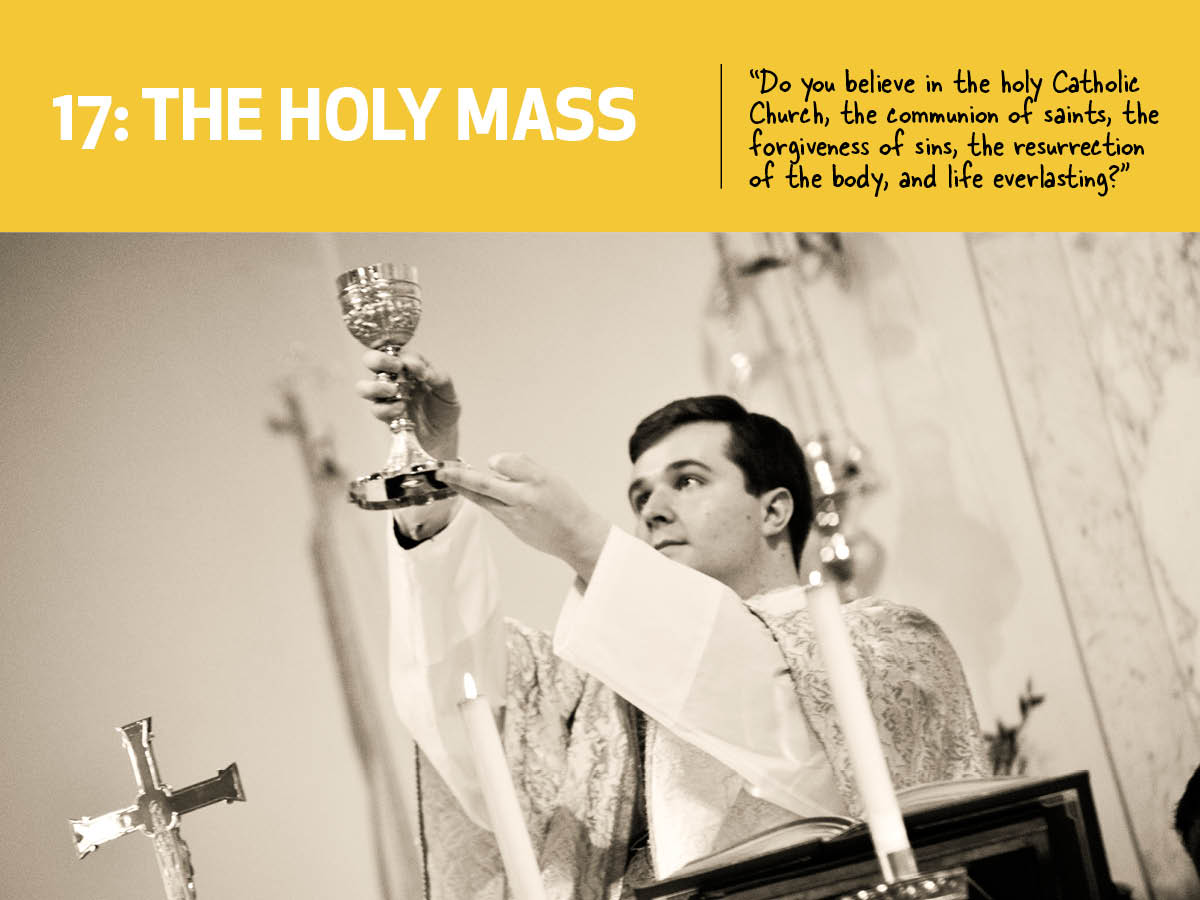 17: THE HOLY MASS
“Do you believe in the holy Catholic
Church, the communion of saints, the
forgiveness of sins, the resurrection
of the body, and life everlasting?”